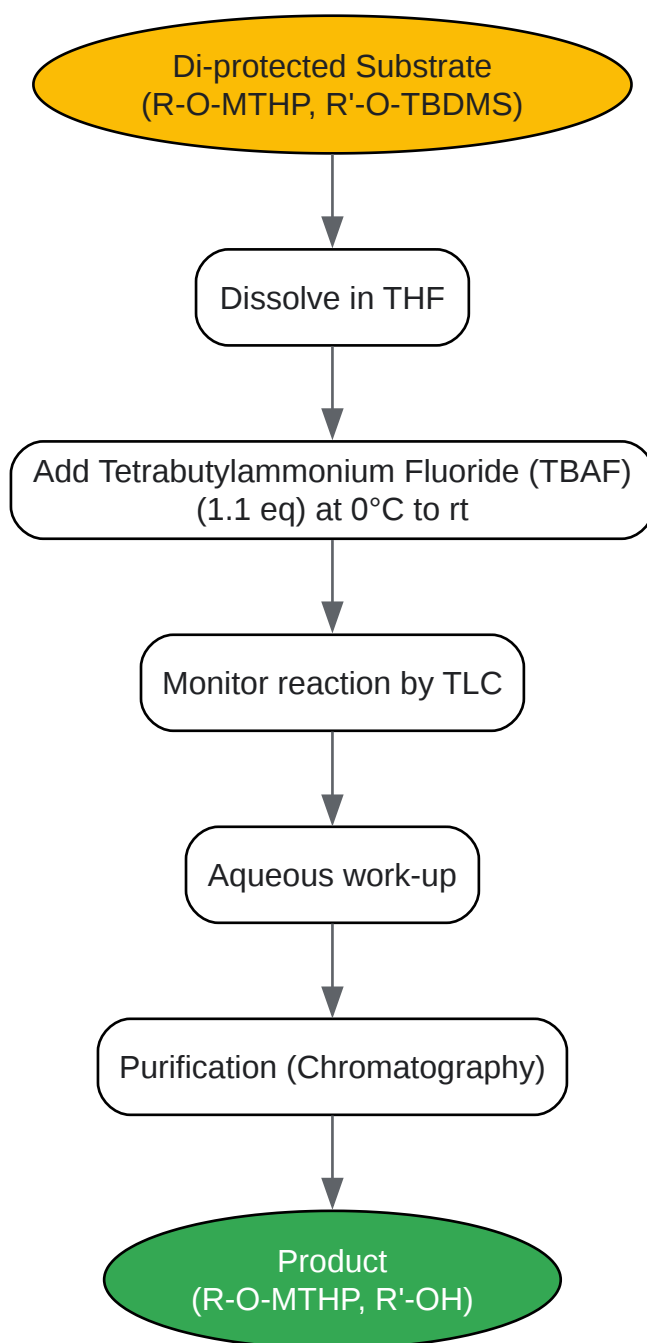 Di-protected Substrate
(R-O-MTHP, R'-O-TBDMS)
Dissolve in THF
Add Tetrabutylammonium Fluoride (TBAF)
(1.1 eq) at 0°C to rt
Monitor reaction by TLC
Aqueous work-up
Purification (Chromatography)
Product
(R-O-MTHP, R'-OH)